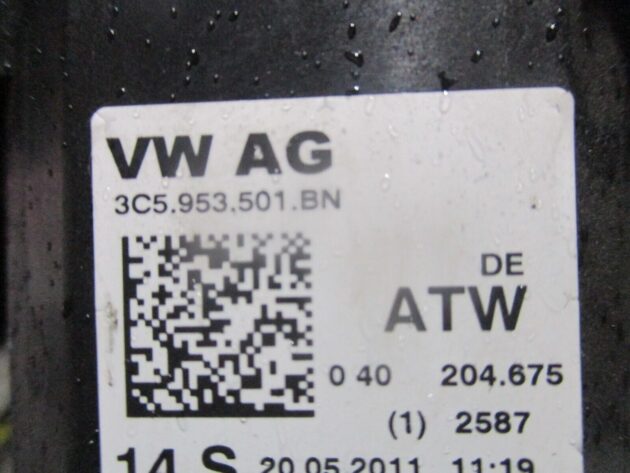 VW AG
3C5.953.501.BN
DE
ATW
0 40 204.675
(1) 2587
14 S 20.05.2011 11:19